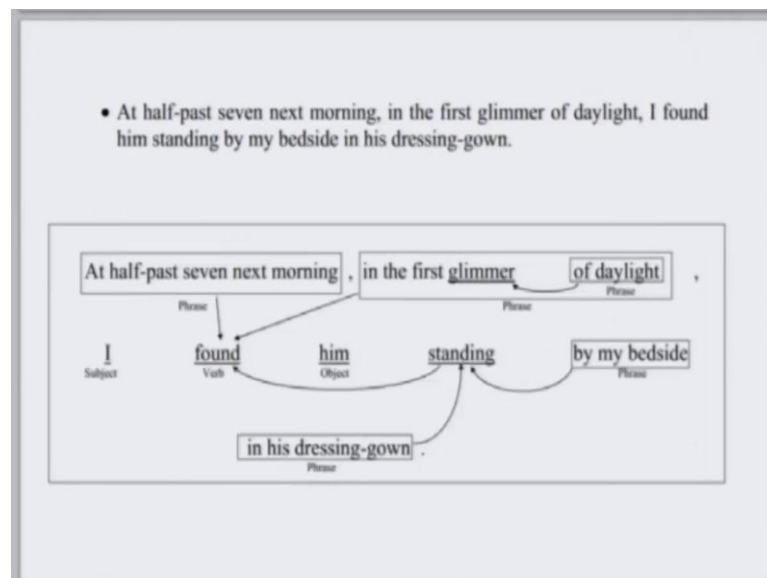 • At half-past seven next morning, in the first glimmer of daylight, I found
him standing by my bedside in his dressing-gown.
At half-past seven next morning , in the first glimmer of daylight ,
Phrase Phrase Phrase
I found him standing by my bedside
Subject Verb Object Phrase
in his dressing-gown .
Phrase